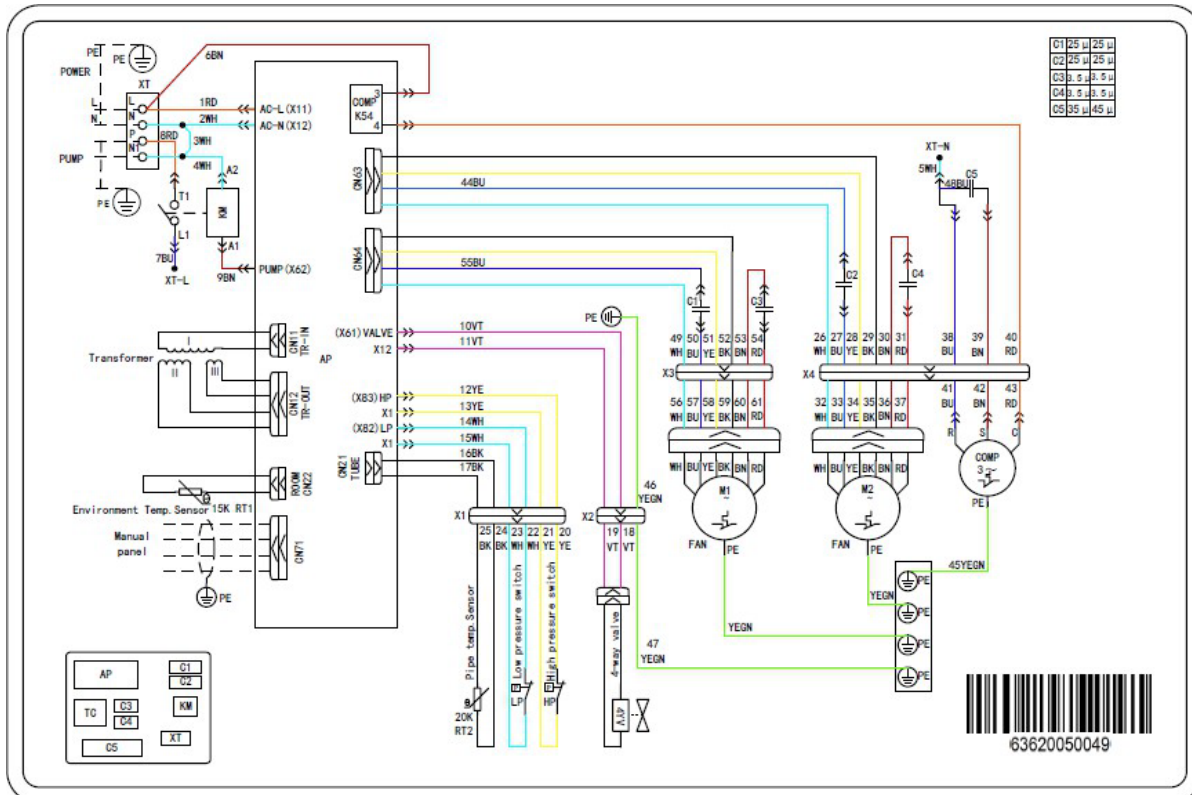 C1 25 μ 25 μ
C2 25 μ 25 μ
C3 3.5 μ 3.5 μ
C4 3.5 μ 3.5 μ
C5 35 μ 45 μ
PE
PE
POWER
XT
6BN
L
L
1RD
AC-L(X11)
N
N
2WH
AC-N(X12)
P
8RD
3WH
PUMP
N1
4WH
A2
PE
T1
KM
L1
A1
7BU
XT-L
9BN
PUMP(X62)
COMP
K54
3
4
CN63
44BU
CN64
55BU
XT-N
5WH
48BU
C5
C1
C3
C2
C4
PE
Transformer
I
II
III
CN11
TR-IN
CN12
TR-OUT
AP
(X61)VALVE
10VT
X12
11VT
(X83)HP
12YE
X1
13YE
(X82)LP
14WH
X1
15WH
CN21
TUBE
16BK
17BK
ROOM
CN22
Environment Temp.Sensor 15K RT1
θ
Manual
panel
CN71
PE
49 50 51 52 53 54
WH BU YE BK BN RD
X3
56 57 58 59 60 61
WH BU YE BK BN RD
WH BU YE BK BN RD
M1
~
FAN
PE
26 27 28 29 30 31
WH BU YE BK BN RD
X4
32 33 34 35 36 37
WH BU YE BK BN RD
WH BU YE BK BN RD
M2
~
FAN
PE
38 39 40
BU BN RD
41 42 43
BU BN RD
R S C
COMP
3~
PE
46
YEGN
X1
25 24 23 22 21 20
BK BK WH WH YE YE
X2
19 18
VT VT
Pipe temp.Sensor
Low pressure switch
High pressure switch
4-way valve
θ
20K
RT2
P
LP
P
HP
4YV
47
YEGN
YEGN
YEGN
45YEGN
PE
PE
PE
PE
AP
C1
C2
TC
C3
C4
KM
C5
XT
63620050049